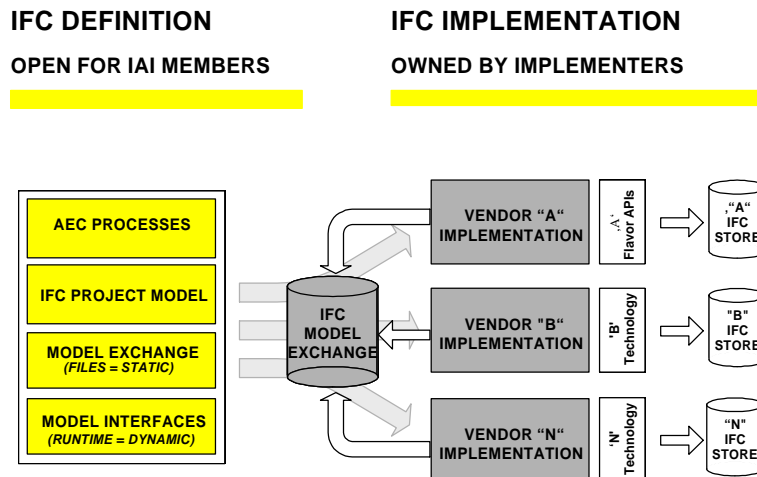 IFC DEFINITION
OPEN FOR IAI MEMBERS
IFC IMPLEMENTATION
OWNED BY IMPLEMENTERS
AEC PROCESSES
IFC PROJECT MODEL
MODEL EXCHANGE
(FILES = STATIC)
MODEL INTERFACES
(RUNTIME = DYNAMIC)
IFC
MODEL
EXCHANGE
VENDOR “A“
IMPLEMENTATION
‚A‘
Flavor APIs
‚“A“
IFC
STORE
VENDOR "B“
IMPLEMENTATION
'B'
Technology
"B"
IFC
STORE
VENDOR “N“
IMPLEMENTATION
'N'
Technology
“N"
IFC
STORE